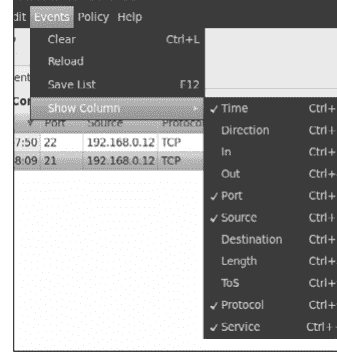 dit Events Policy Help
Clear Ctrl+L
Reload
Save List F12
Show Column
ent
Co
Time Ctrl+
Direction Ctrl+
In Ctrl+
Out Ctrl+
Port Ctrl+
Source Ctrl+
Destination Ctrl+
Length Ctrl+
ToS Ctrl+
Protocol Ctrl+
Service Ctrl+
Port Source Protoco
7:50 22 192.168.0.12 TCP
8:09 21 192.168.0.12 TCP